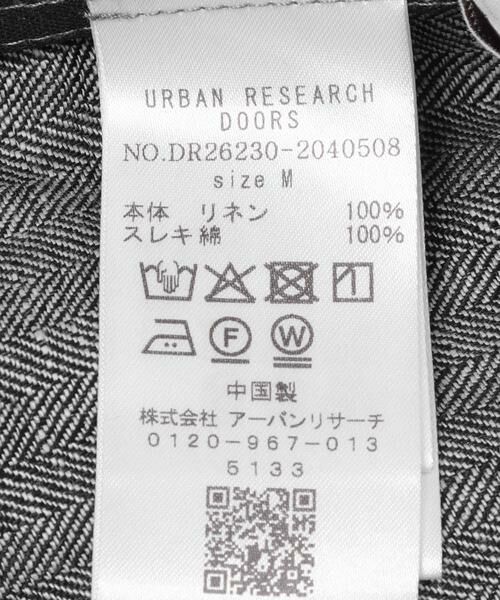 URBAN RESEARCH
DOORS
NO.DR26230-2040508
size M
本体 リネン 100%
スレキ 綿 100%
F W
中国製
株式会社 アーバンリサーチ
0120-967-013
5133